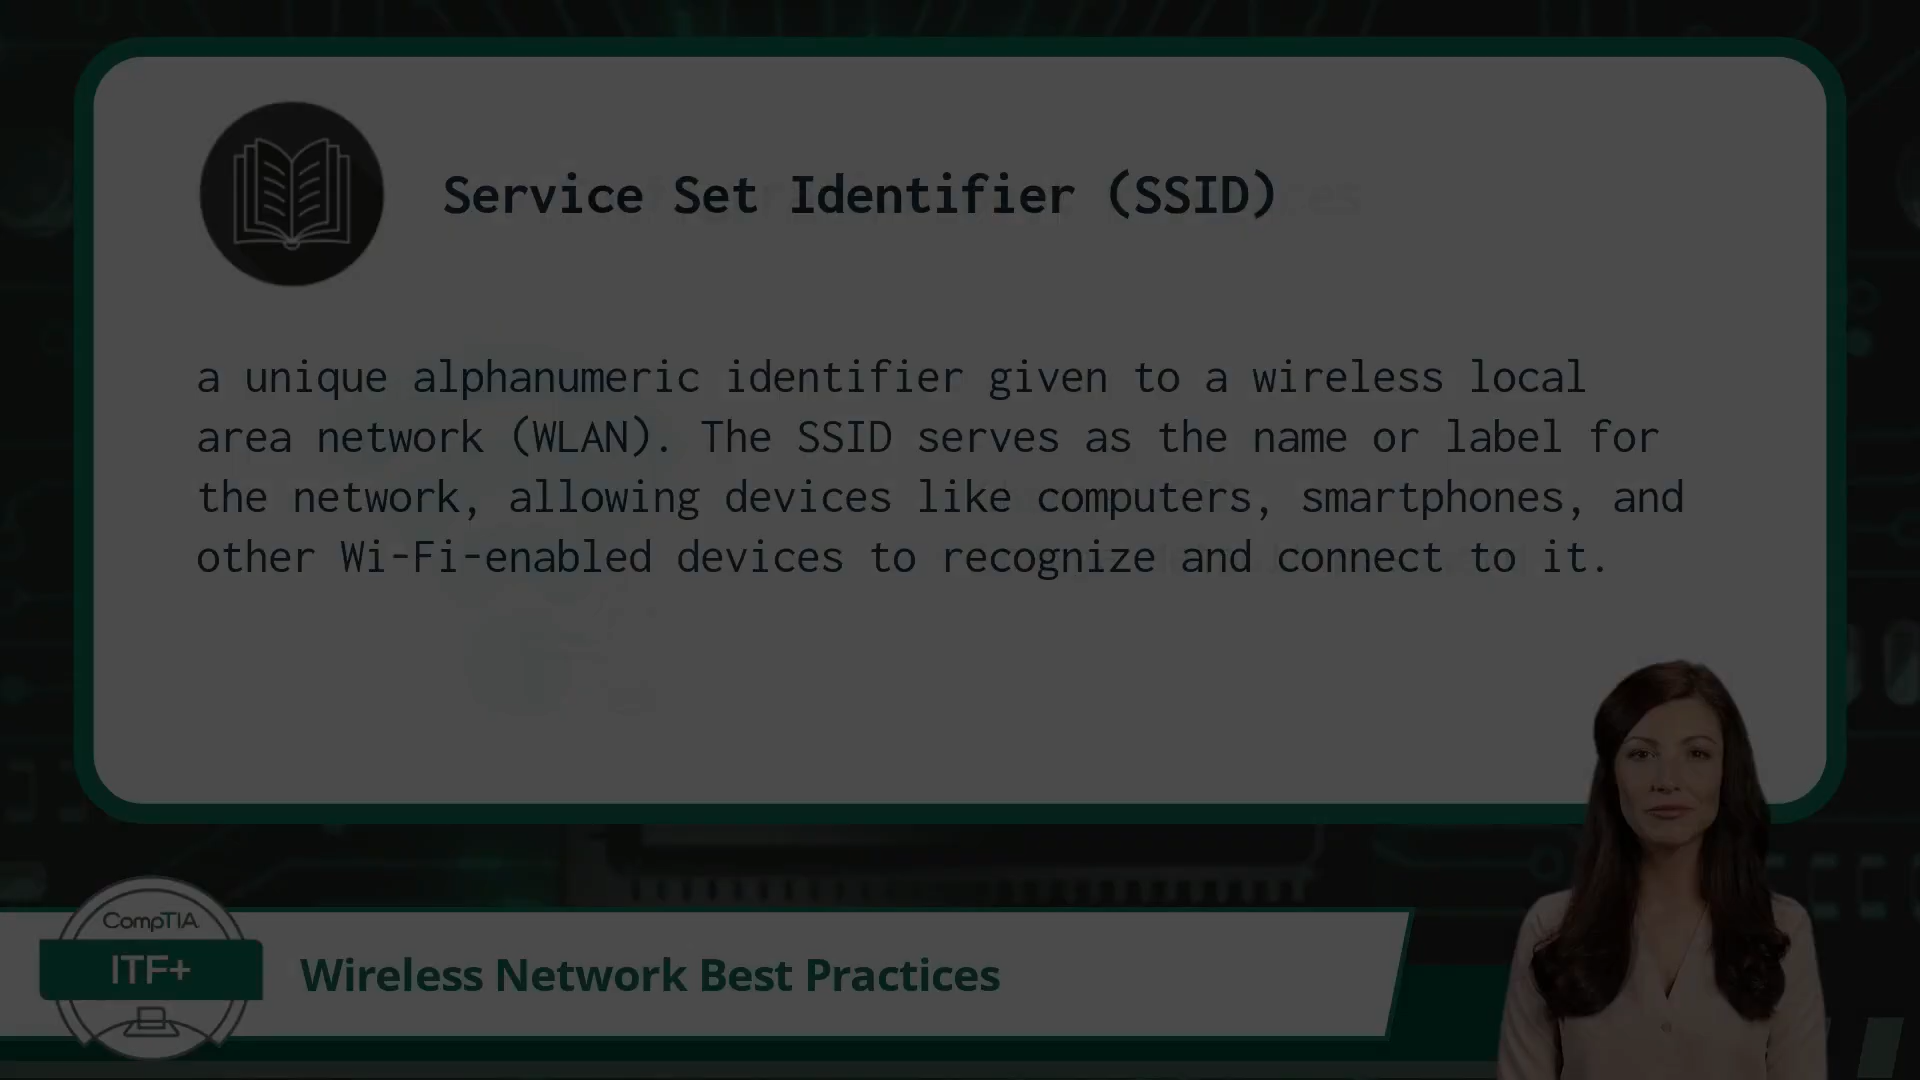 Service Set Identifier (SSID)
a unique alphanumeric identifier given to a wireless local
area network (WLAN). The SSID serves as the name or label for
the network, allowing devices like computers, smartphones, and
other Wi-Fi-enabled devices to recognize and connect to it.
CompTIA
ITF+
Wireless Network Best Practices